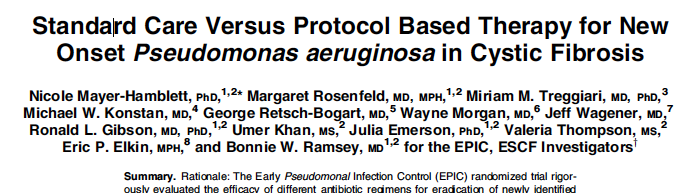 Standard Care Versus Protocol Based Therapy for New
Onset Pseudomonas aeruginosa in Cystic Fibrosis
Nicole Mayer-Hamblett, PhD,1,2* Margaret Rosenfeld, MD, MPH,1,2 Miriam M. Treggiari, MD, PhD,3
Michael W. Konstan, MD,4 George Retsch-Bogart, MD,5 Wayne Morgan, MD,6 Jeff Wagener, MD,7
Ronald L. Gibson, MD, PhD,1,2 Umer Khan, MS,2 Julia Emerson, PhD,1,2 Valeria Thompson, MS,2
Eric P. Elkin, MPH,8 and Bonnie W. Ramsey, MD1,2 for the EPIC, ESCF Investigators†
Summary. Rationale: The Early Pseudomonal Infection Control (EPIC) randomized trial rigor-
ously evaluated the efficacy of different antibiotic regimens for eradication of newly identified